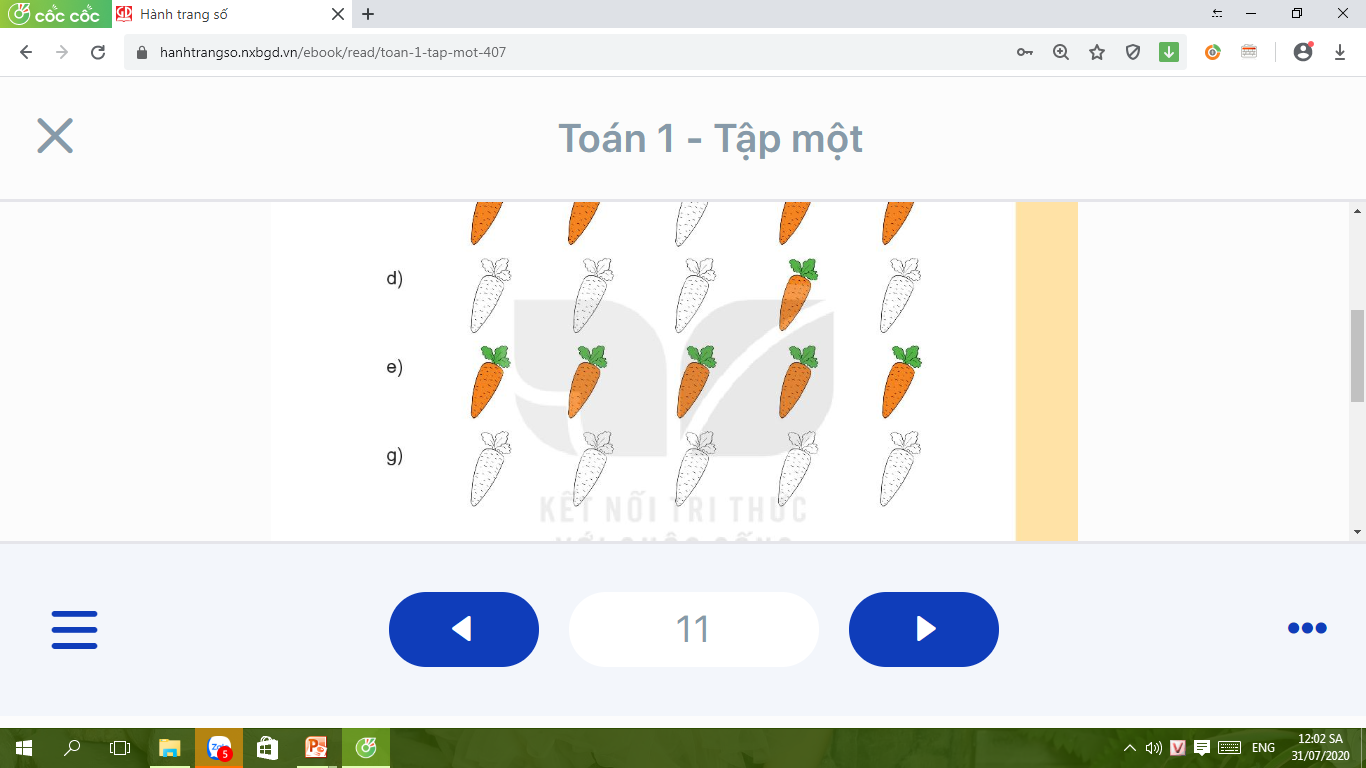 cốc cốc
Hành trang số
hanhtrangso.nxbgd.vn/ebook/read/toan-1-tap-mot-407
Toán 1 - Tập một
d)
e)
g)
KẾT NỐI TRI THỨC
11
ENG
12:02 SA
31/07/2020